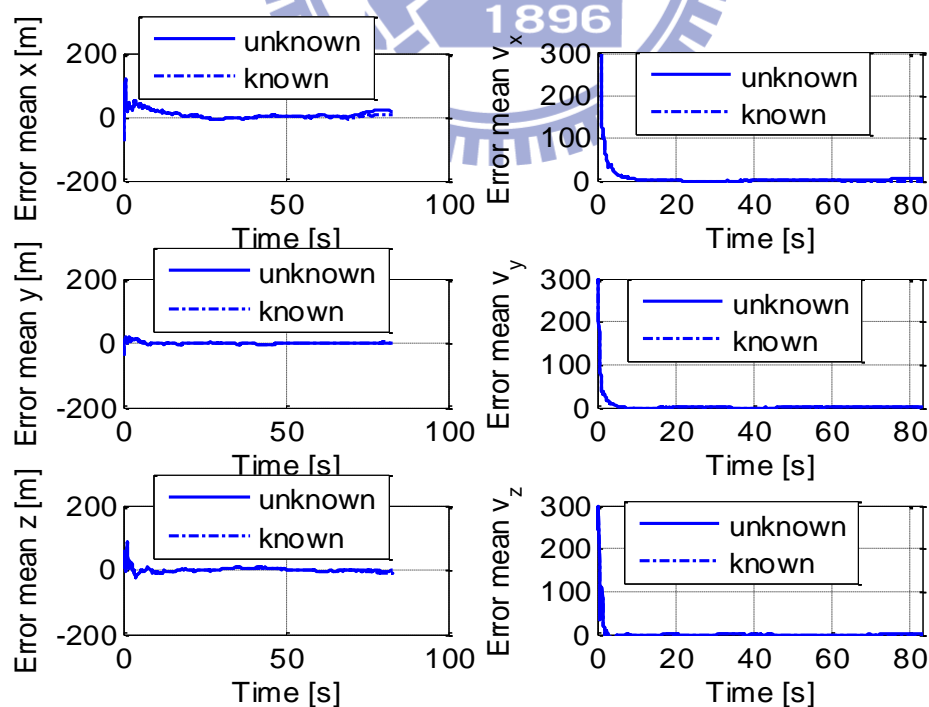 1896
200
0
-200
Error mean x [m]
unknown
known
0
50
100
Time [s]
300
200
100
0
Error mean v_x
unknown
known
0
20
40
60
80
Time [s]
200
0
-200
Error mean y [m]
unknown
known
0
50
100
Time [s]
300
200
100
0
Error mean v_y
unknown
known
0
20
40
60
80
Time [s]
200
0
-200
Error mean z [m]
unknown
known
0
50
100
Time [s]
300
200
100
0
Error mean v_z
unknown
known
0
20
40
60
80
Time [s]